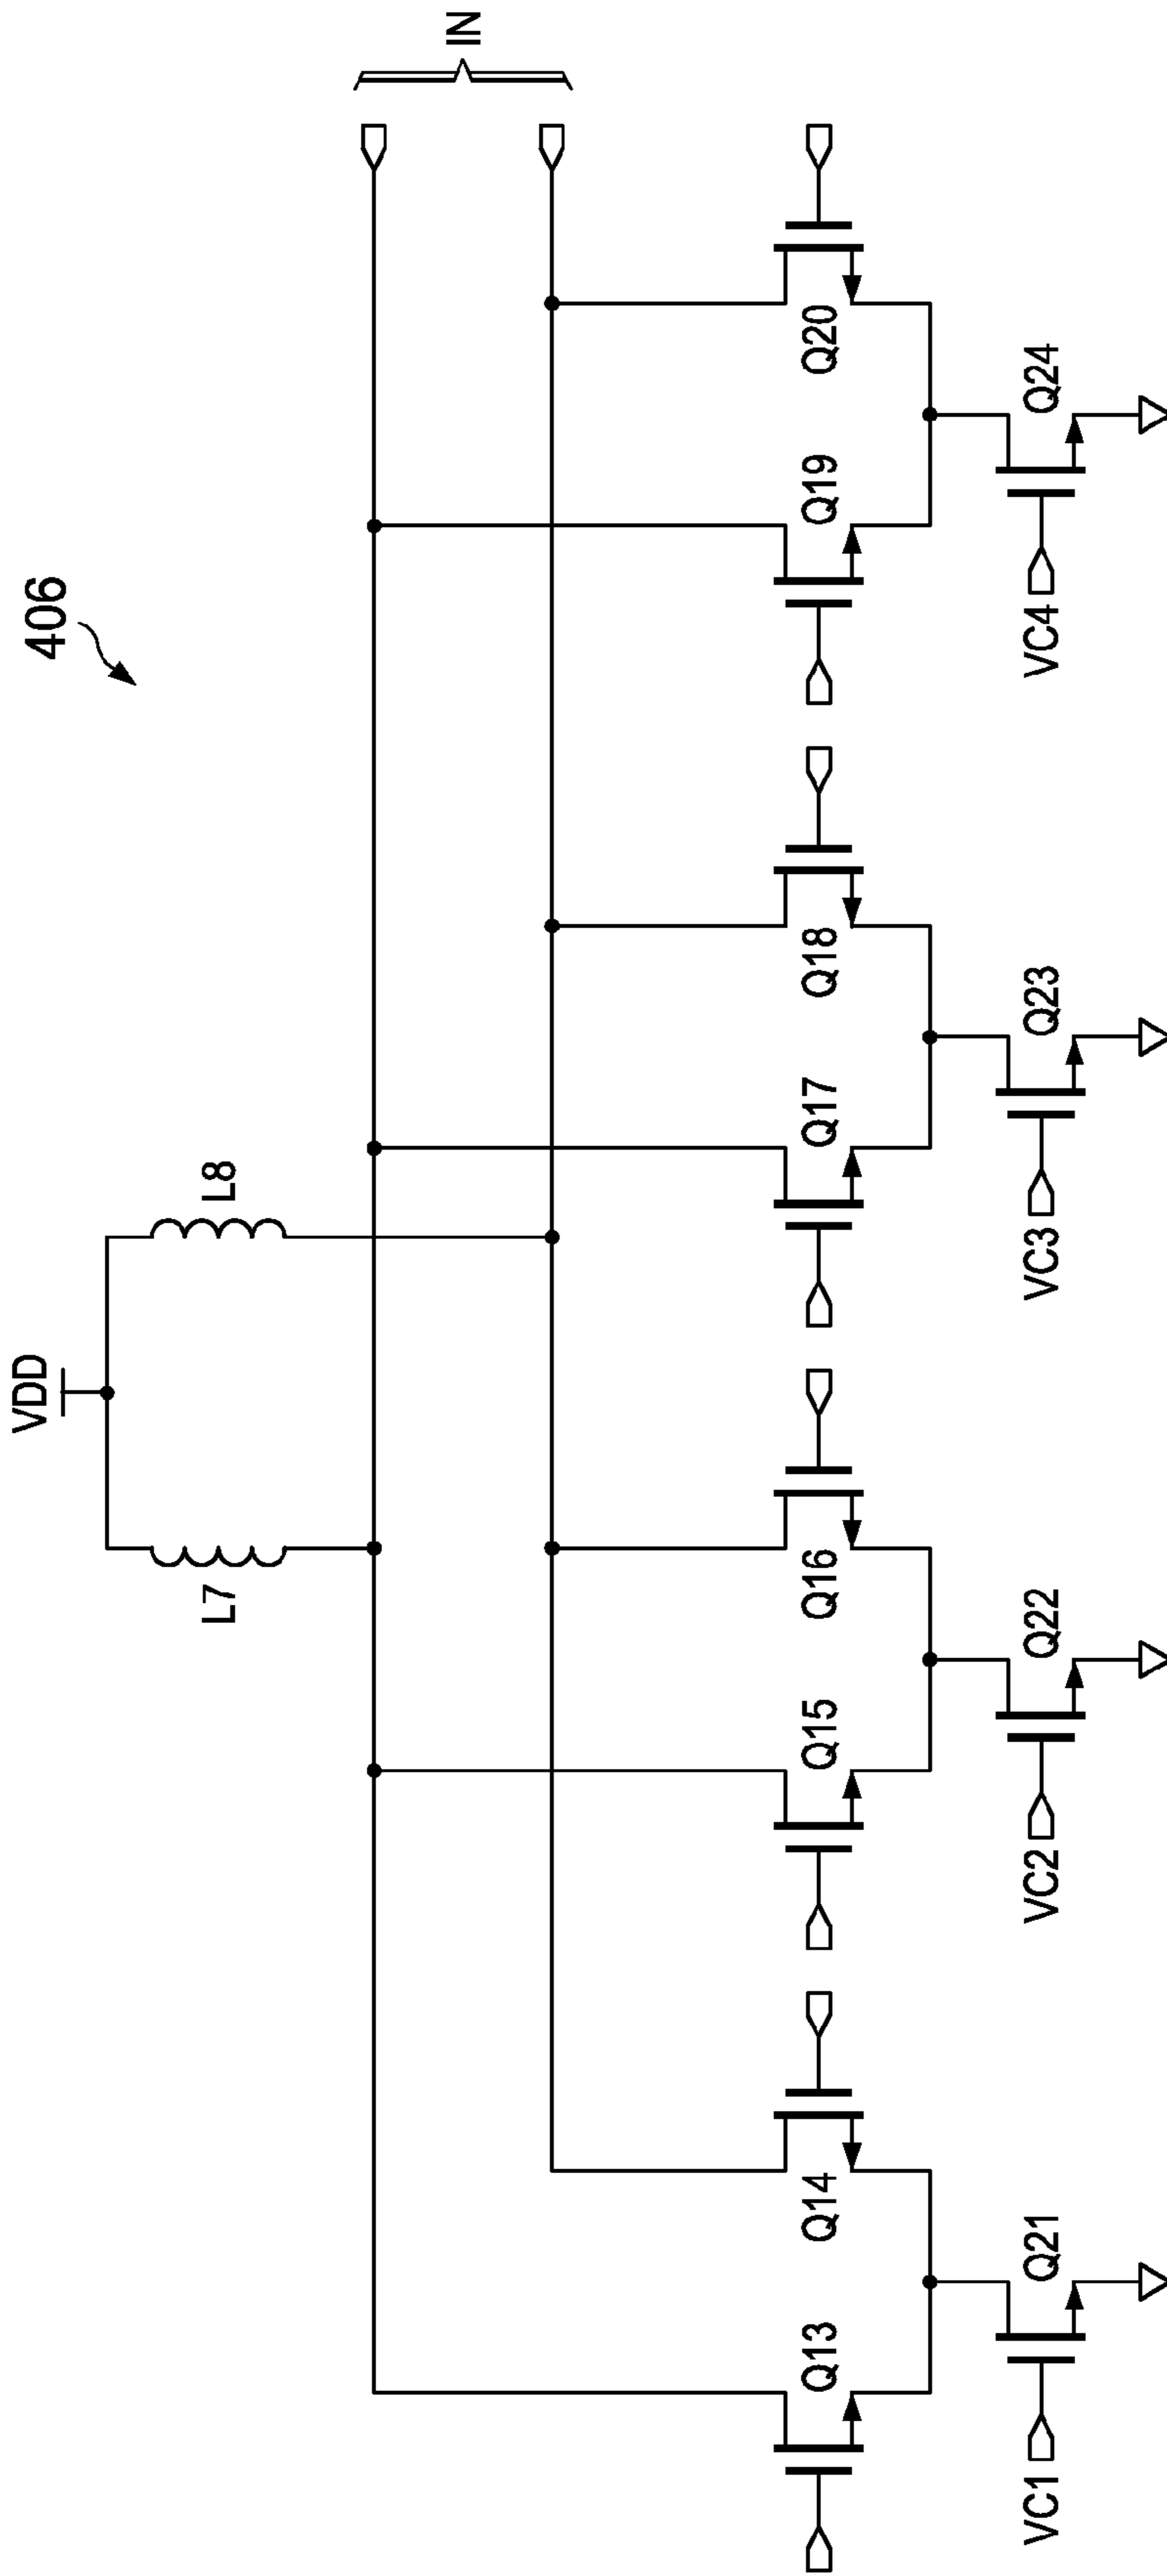 406
VDD
L7
L8
IN
Q13
Q14
Q15
Q16
Q17
Q18
Q19
Q20
VC1
Q21
VC2
Q22
VC3
Q23
VC4
Q24